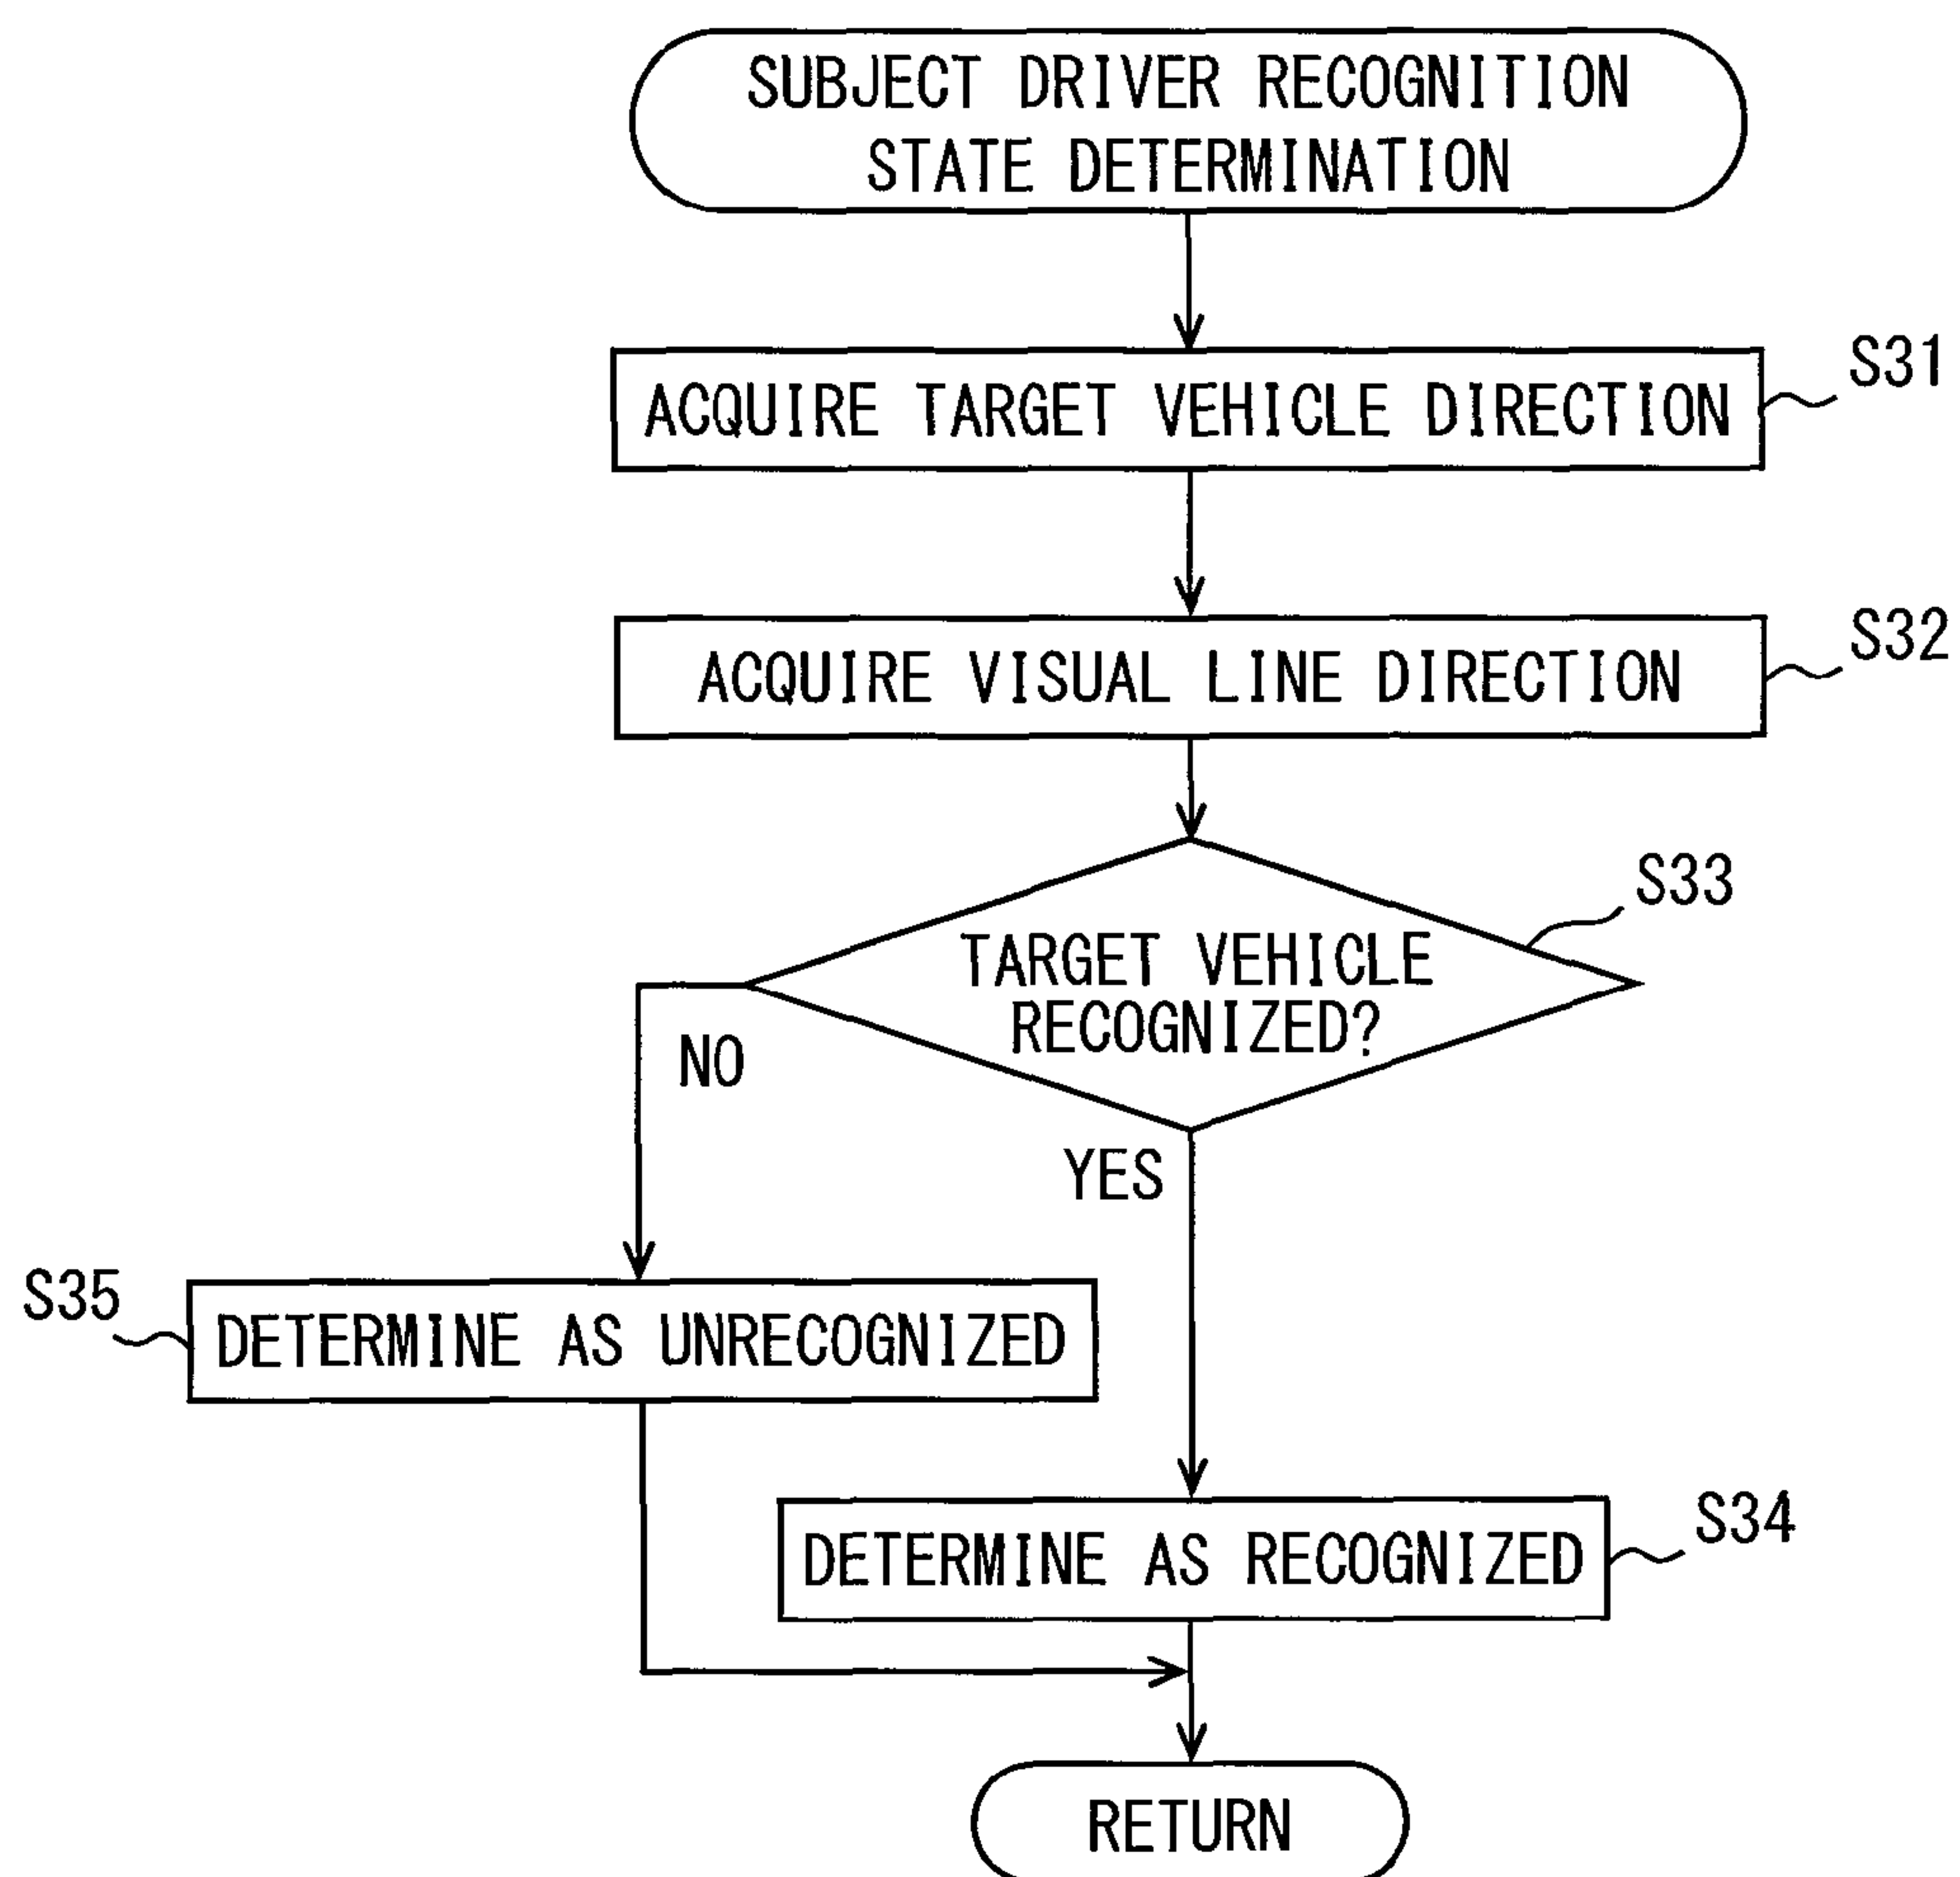 SUBJECT DRIVER RECOGNITION
STATE DETERMINATION
S31
ACQUIRE TARGET VEHICLE DIRECTION
S32
ACQUIRE VISUAL LINE DIRECTION
S33
TARGET VEHICLE
RECOGNIZED?
NO
YES
S35
DETERMINE AS UNRECOGNIZED
S34
DETERMINE AS RECOGNIZED
RETURN